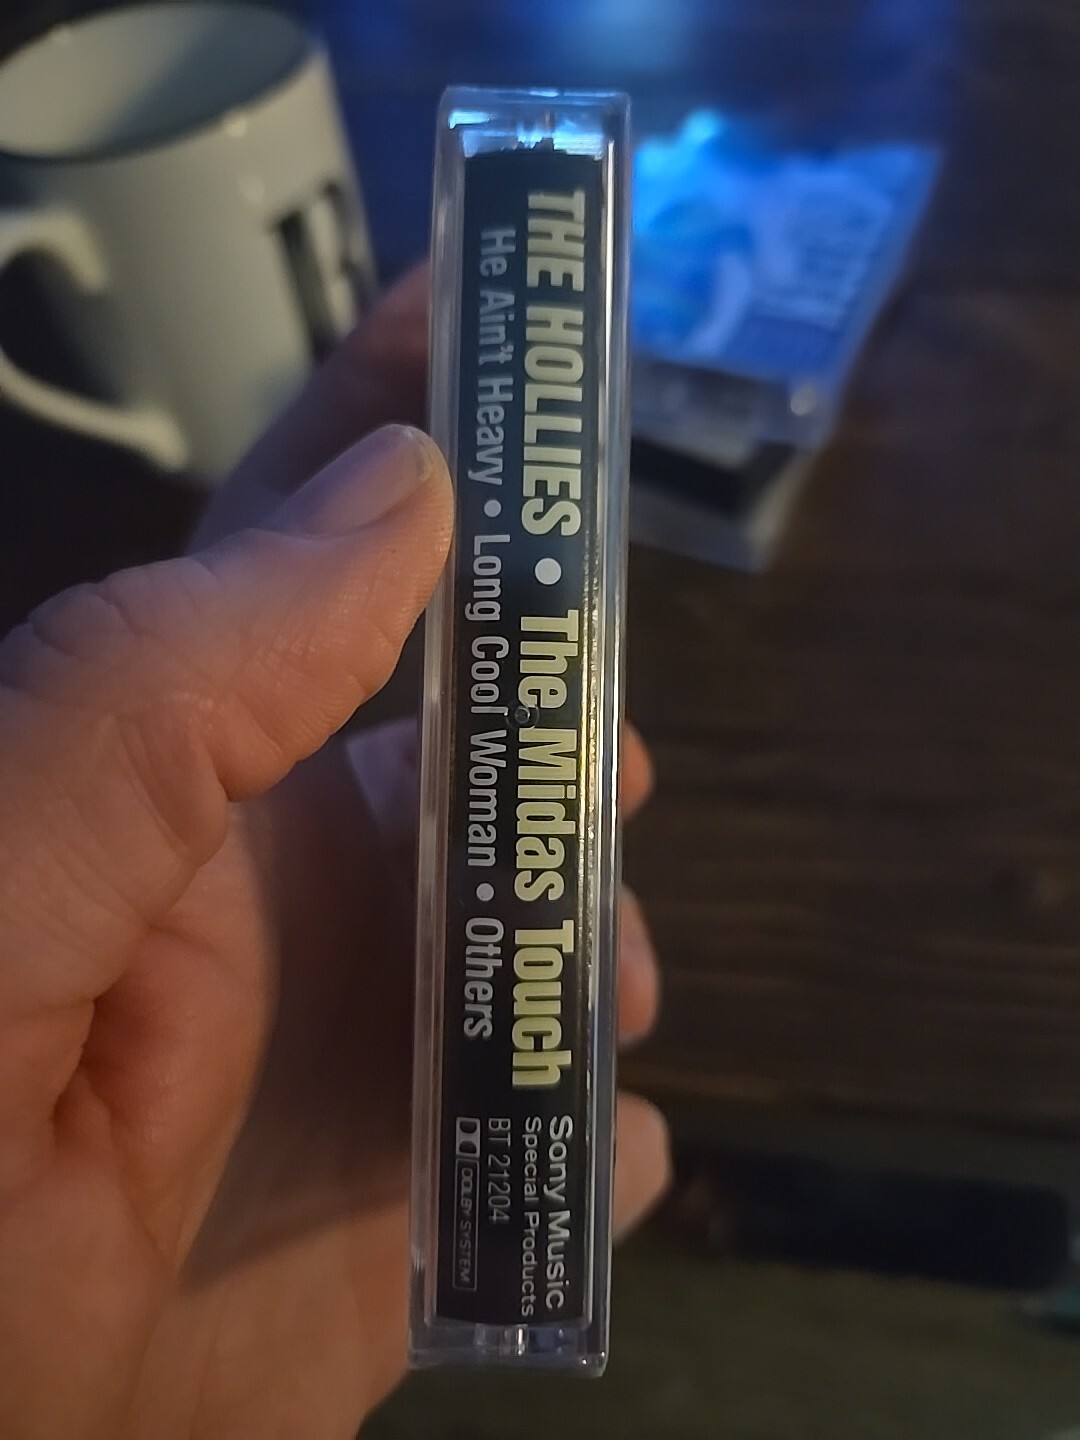 THE HOLLIES • The Midas Touch
He Ain't Heavy • Long Cool Woman • Others
Sony Music
Special Products
BT 21204
DOLBY SYSTEM